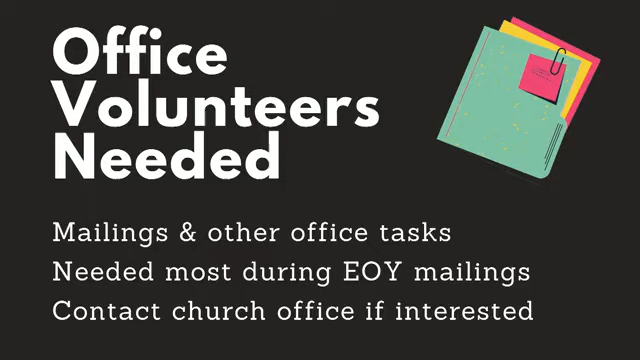 Office
Volunteers
Needed
Mailings & other office tasks
Needed most during EOY mailings
Contact church office if interested